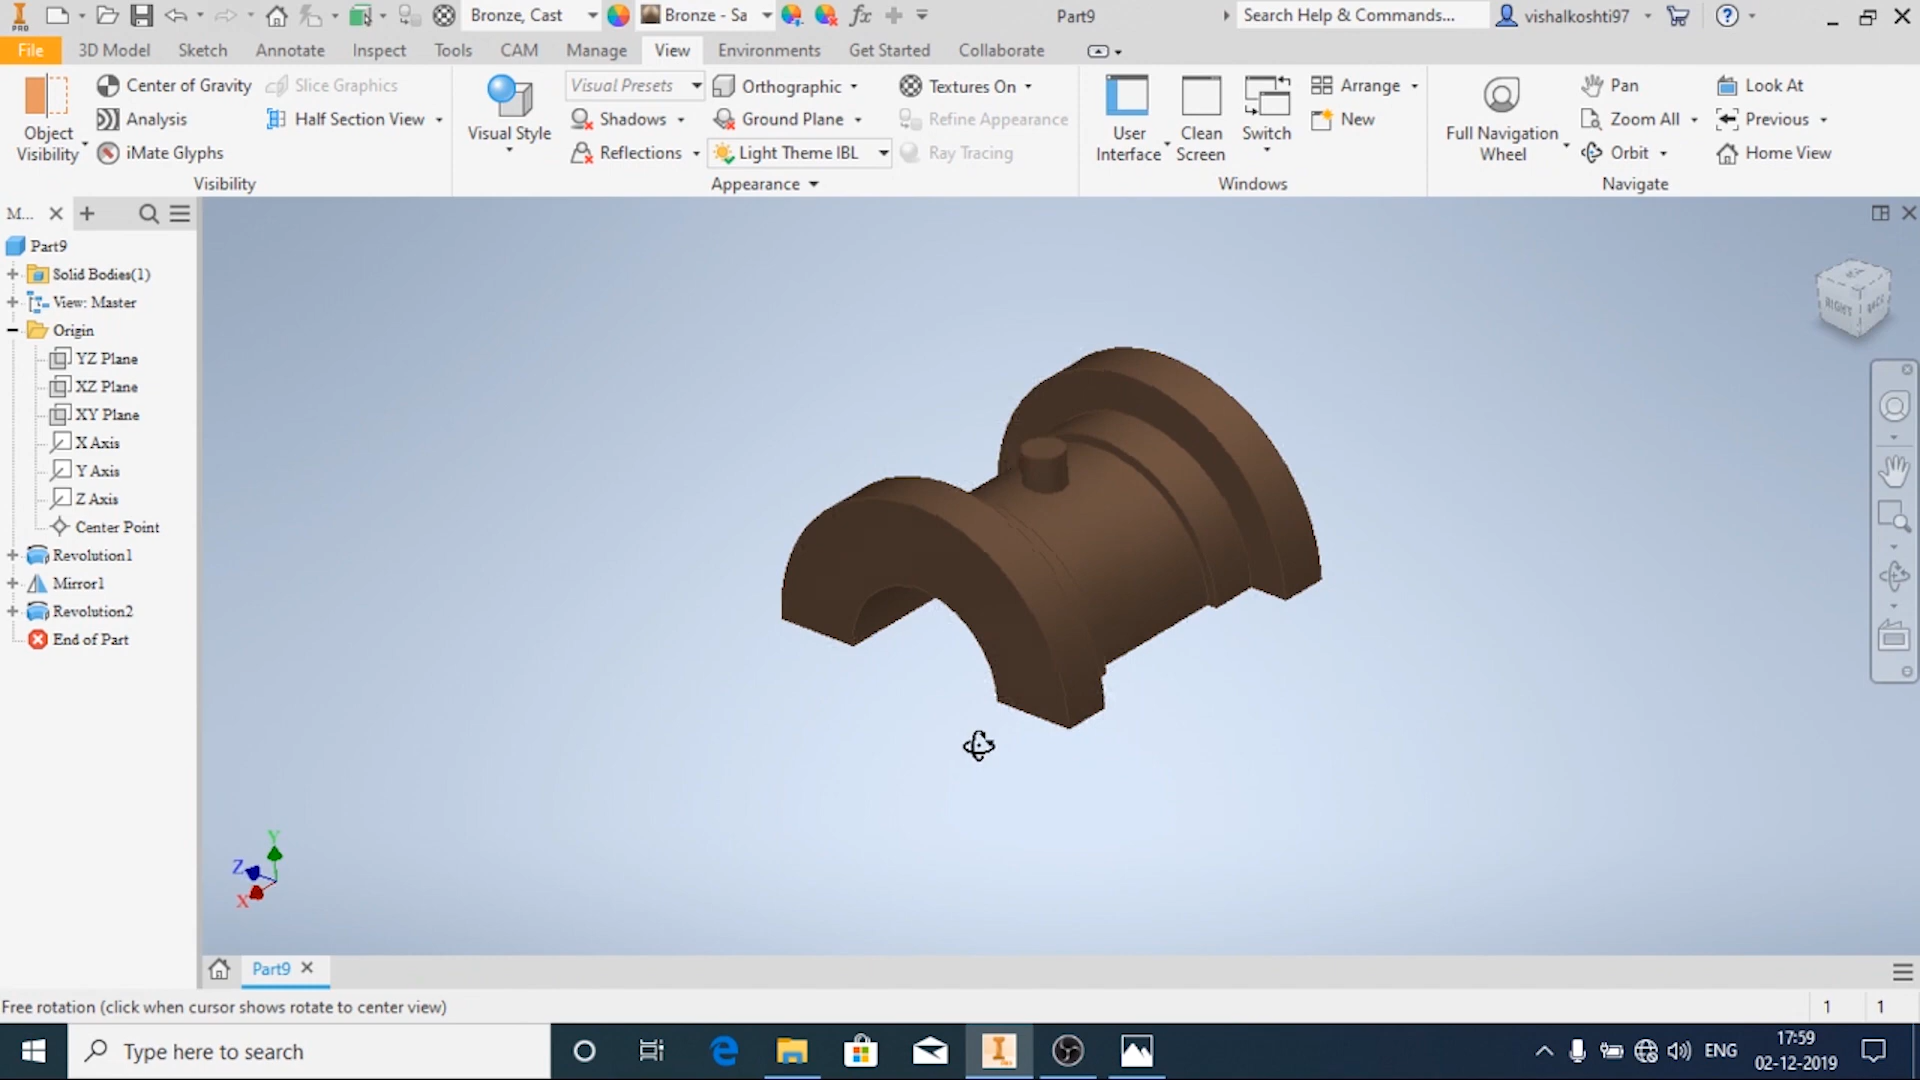 PRO
Bronze, Cast
Bronze - Sa
fx
Part9
Search Help & Commands...
vishalkoshti97
File
3D Model
Sketch
Annotate
Inspect
Tools
CAM
Manage
View
Environments
Get Started
Collaborate
Object Visibility
Center of Gravity
Slice Graphics
Analysis
Half Section View
iMate Glyphs
Visibility
Visual Style
Visual Presets
Orthographic
Textures On
Shadows
Ground Plane
Refine Appearance
Reflections
Light Theme IBL
Ray Tracing
Appearance
User Interface
Clean Screen
Switch
Arrange
New
Windows
Full Navigation Wheel
Pan
Look At
Zoom All
Previous
Orbit
Home View
Navigate
M...
Part9
Solid Bodies(1)
View: Master
Origin
YZ Plane
XZ Plane
XY Plane
X Axis
Y Axis
Z Axis
Center Point
Revolution1
Mirror1
Revolution2
End of Part
RIGHT
BACK
Y
Z
X
Part9
Free rotation (click when cursor shows rotate to center view)
1
1
Type here to search
ENG
17:59
02-12-2019